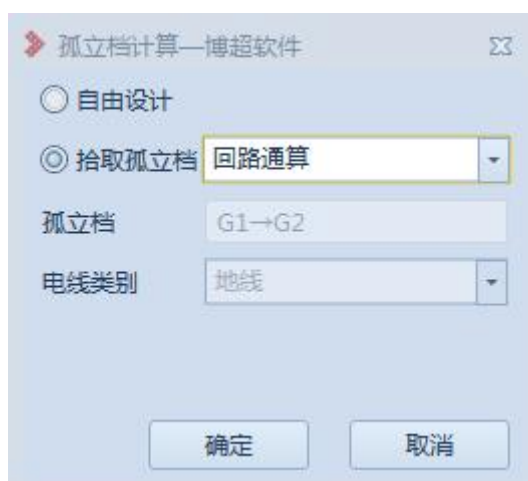 孤立档计算—博超软件
自由设计
拾取孤立档 回路通算
孤立档 G1→G2
电线类别 地线
确定 取消